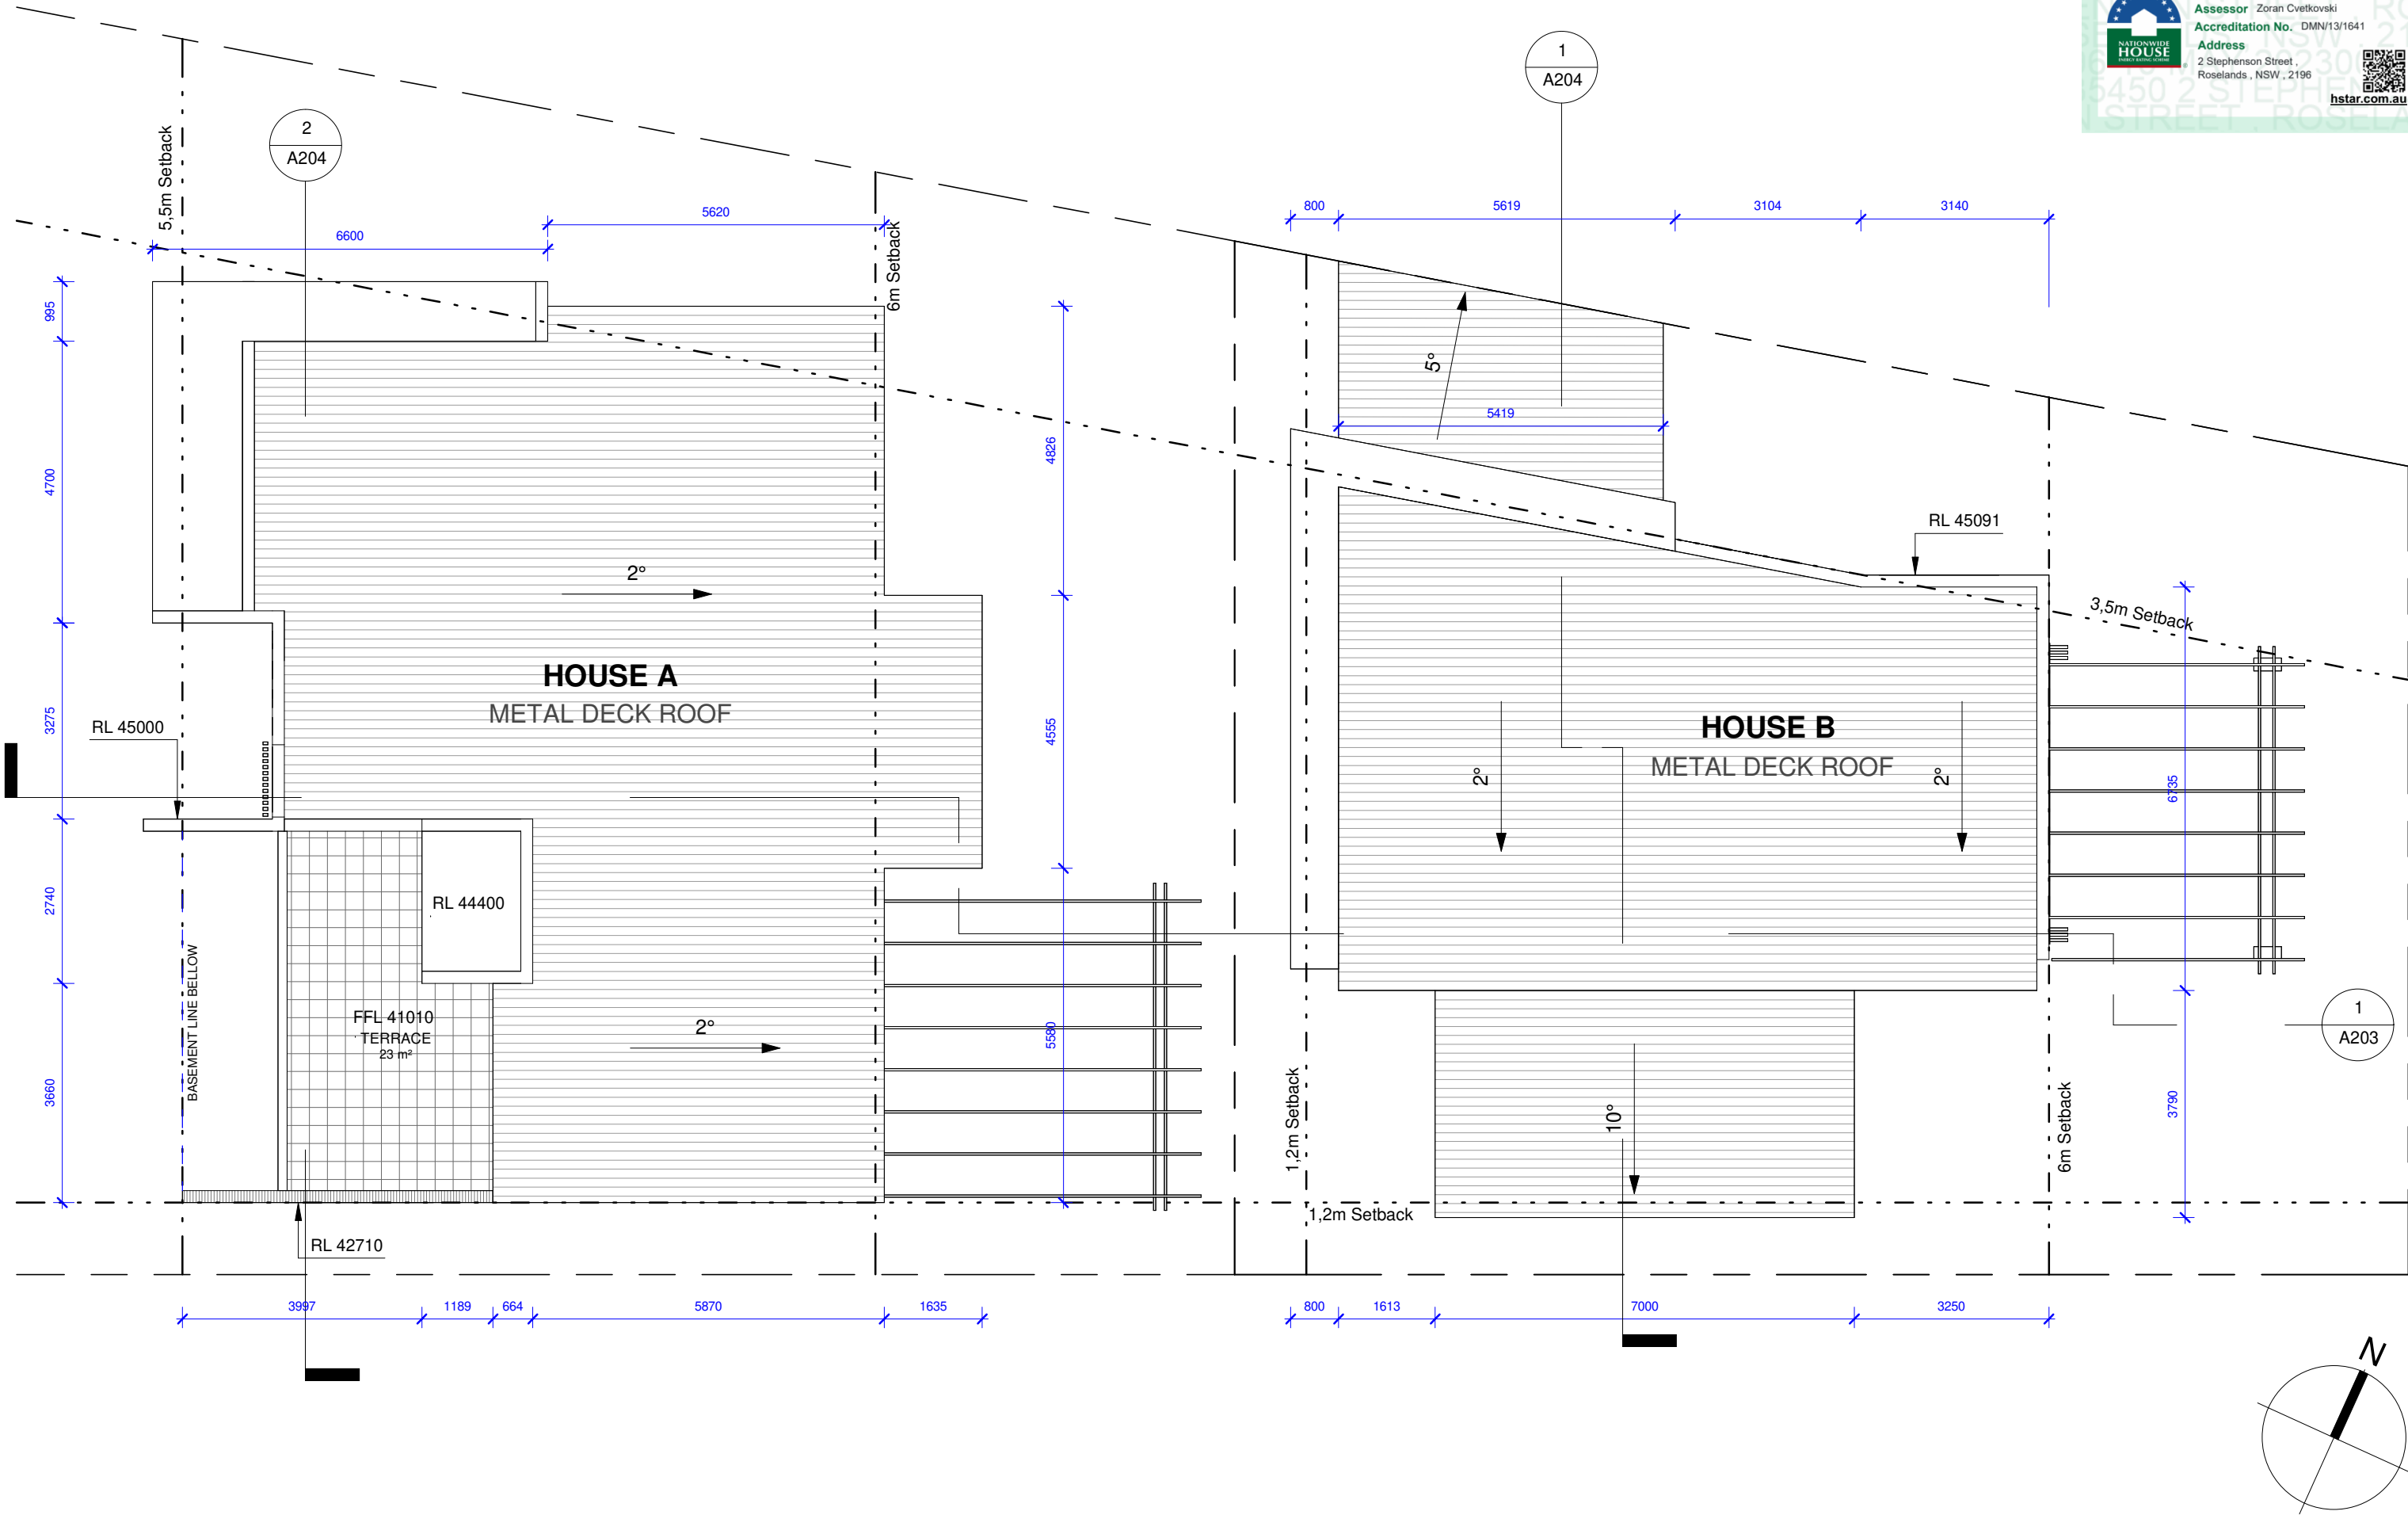 Assessor Zoran Cvetkovski
Accreditation No. DMN/13/1641
Address
2 Stephenson Street ,
Roselands , NSW , 2196
hstar.com.au
NATIONWIDE
HOUSE
ENERGY RATING SCHEME
1
A204
2
A204
5,5m Setback
6m Setback
6600
5620
800
5619
3104
3140
995
4700
3275
2740
3660
4826
4555
5580
5°
5419
RL 45091
3,5m Setback
2°
HOUSE A
METAL DECK ROOF
RL 45000
HOUSE B
METAL DECK ROOF
2°
2°
6735
3790
RL 44400
BASEMENT LINE BELLOW
FFL 41010
TERRACE
23 m²
2°
10°
1
A203
1,2m Setback
6m Setback
1,2m Setback
RL 42710
3997
1189
664
5870
1635
800
1613
7000
3250
N